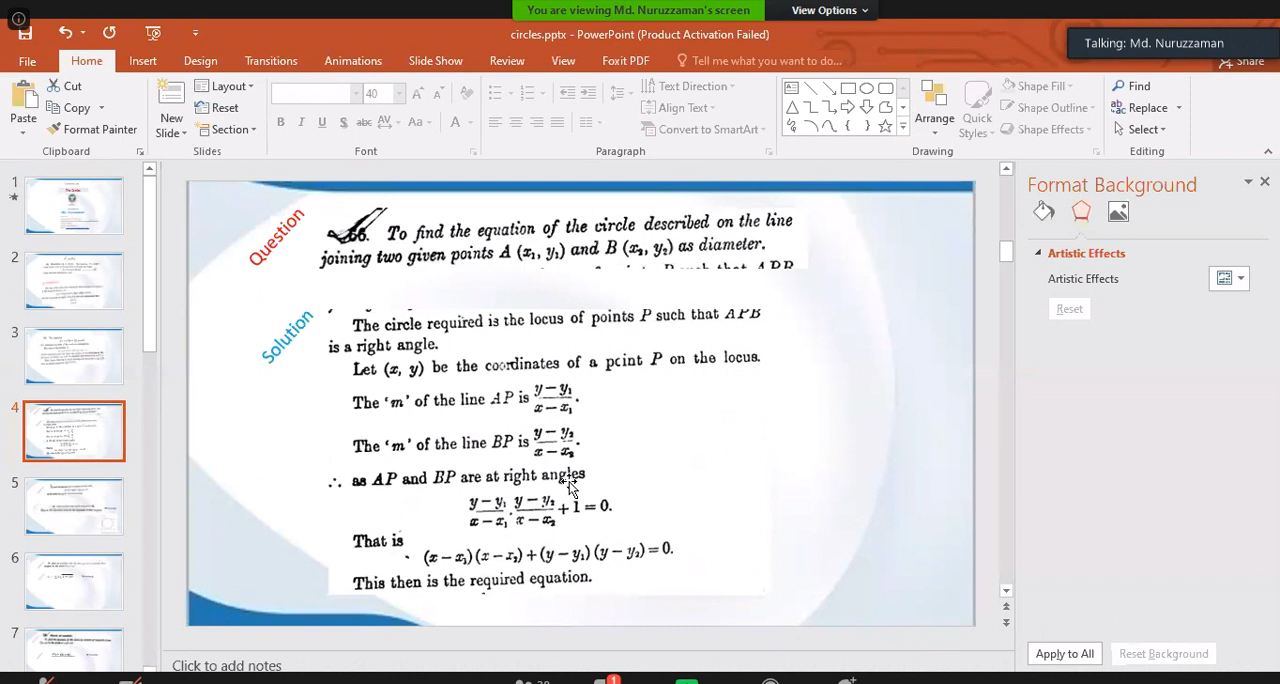 You are viewing Md. Nuruzzaman's screen
View Options
circles.pptx - PowerPoint (Product Activation Failed)
Talking: Md. Nuruzzaman
File Home Insert Design Transitions Animations Slide Show Review View Foxit PDF Tell me what you want to do... Share
Paste
Cut
Copy
Format Painter
New Slide
Layout
Reset
Section
40
Text Direction
Align Text
Convert to SmartArt
Arrange
Quick Styles
Shape Fill
Shape Outline
Shape Effects
Find
Replace
Select
Clipboard Slides Font Paragraph Drawing Editing
1
2
3
4
5
6
7
Question
66. To find the equation of the circle described on the line
joining two given points A (x₁, y₁) and B (x₂, y₂) as diameter.
Solution
The circle required is the locus of points P such that APB
is a right angle.
Let (x, y) be the coordinates of a point P on the locus.
The 'm' of the line AP is (y − y₁)/(x − x₁).
The 'm' of the line BP is (y − y₂)/(x − x₂).
∴ as AP and BP are at right angles
(y − y₁)/(x − x₁) . (y − y₂)/(x − x₂) + 1 = 0.
That is
(x − x₁) (x − x₂) + (y − y₁) (y − y₂) = 0.
This then is the required equation.
Format Background
Artistic Effects
Artistic Effects
Reset
Apply to All
Reset Background
Click to add notes